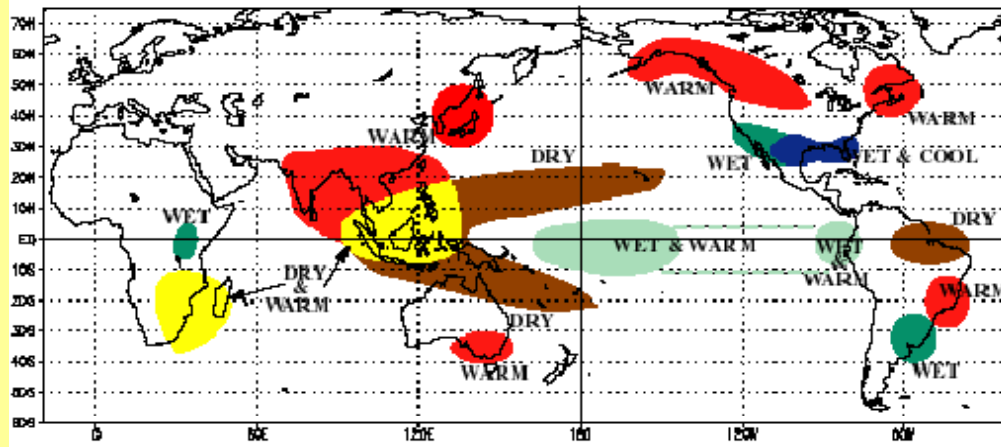 70N
60N
50N
40N
30N
20N
10N
EQ
10S
20S
30S
40S
50S
60S
WARM
WARM
WARM
DRY
WET
WET & COOL
WET
DRY
WET & WARM
WET
&
WARM
DRY
&
WARM
WARM
DRY
WARM
WET
0
60E
120E
180
120W
60W